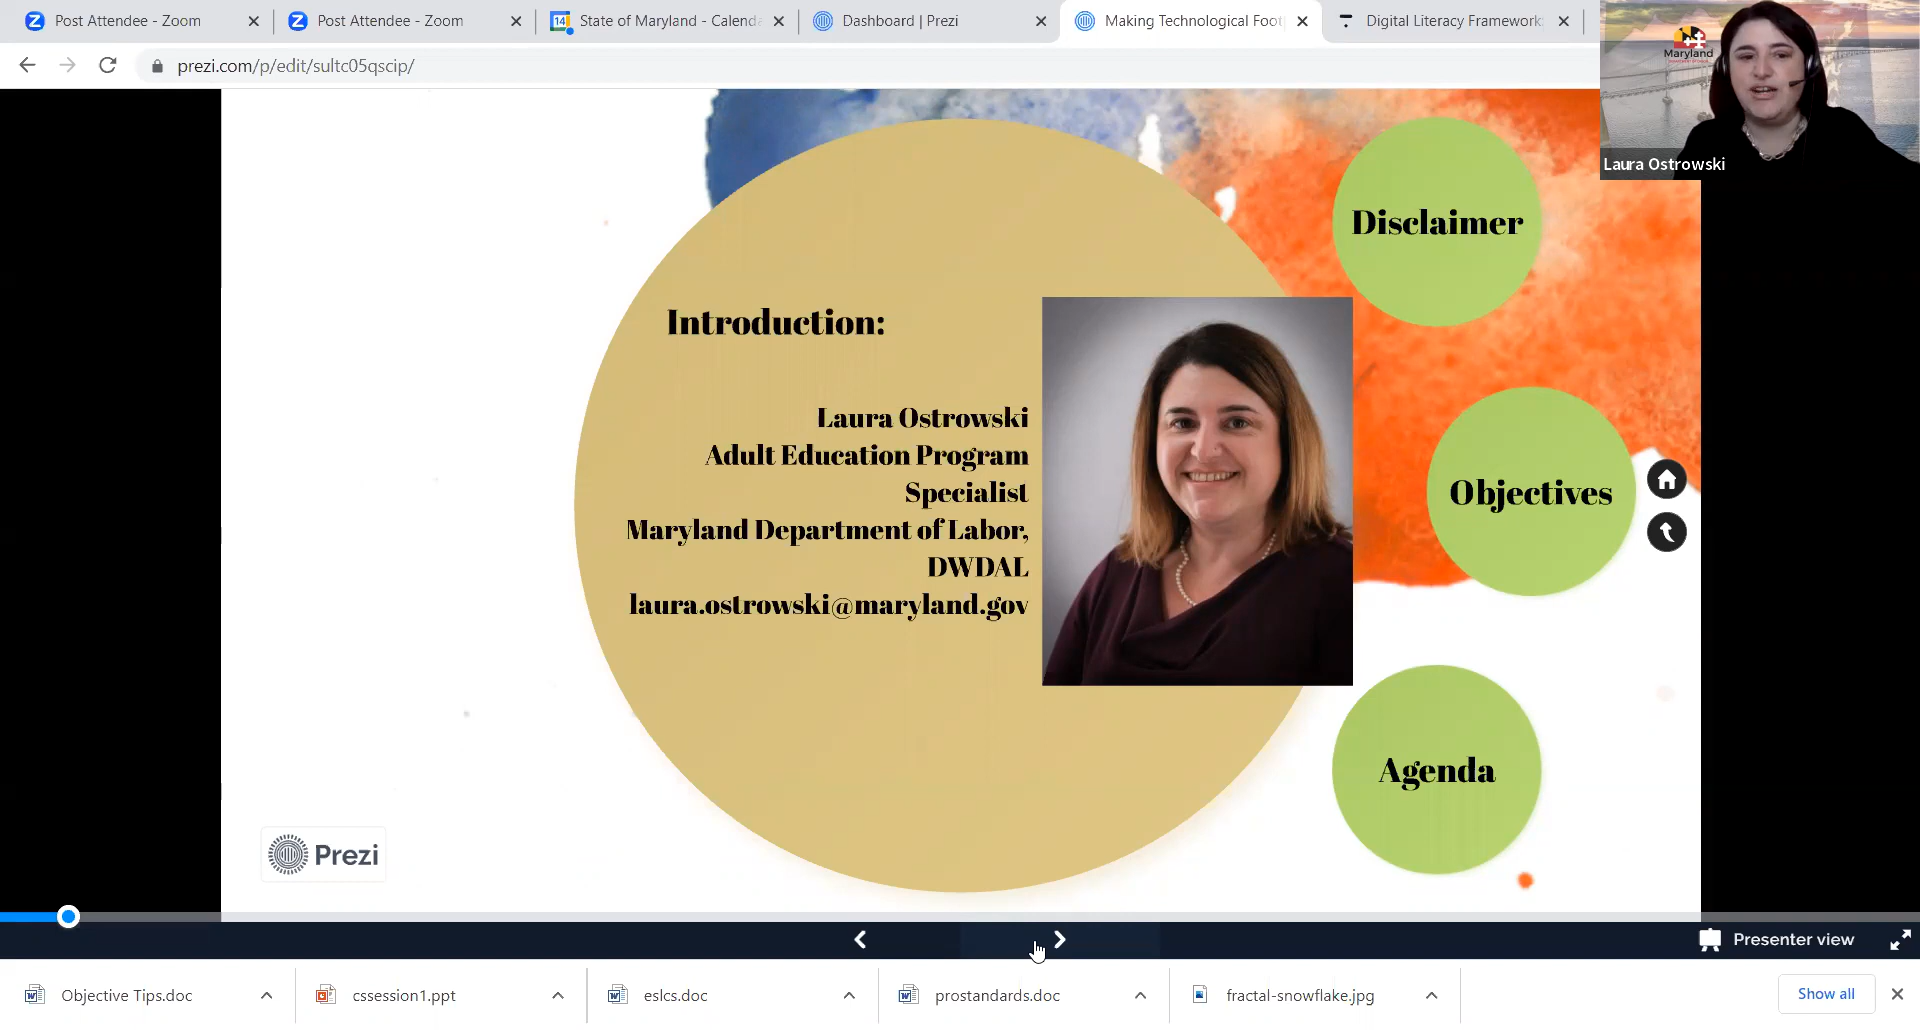 Post Attendee - Zoom
Post Attendee - Zoom
State of Maryland - Calenda
Dashboard | Prezi
Making Technological Foot
Digital Literacy Framework
prezi.com/p/edit/sultc05qscip/
Maryland
Laura Ostrowski
Disclaimer
Introduction:
Laura Ostrowski
Adult Education Program
Specialist
Maryland Department of Labor,
DWDAL
laura.ostrowski@maryland.gov
Objectives
Agenda
Prezi
Presenter view
Objective Tips.doc
cssession1.ppt
eslcs.doc
prostandards.doc
fractal-snowflake.jpg
Show all